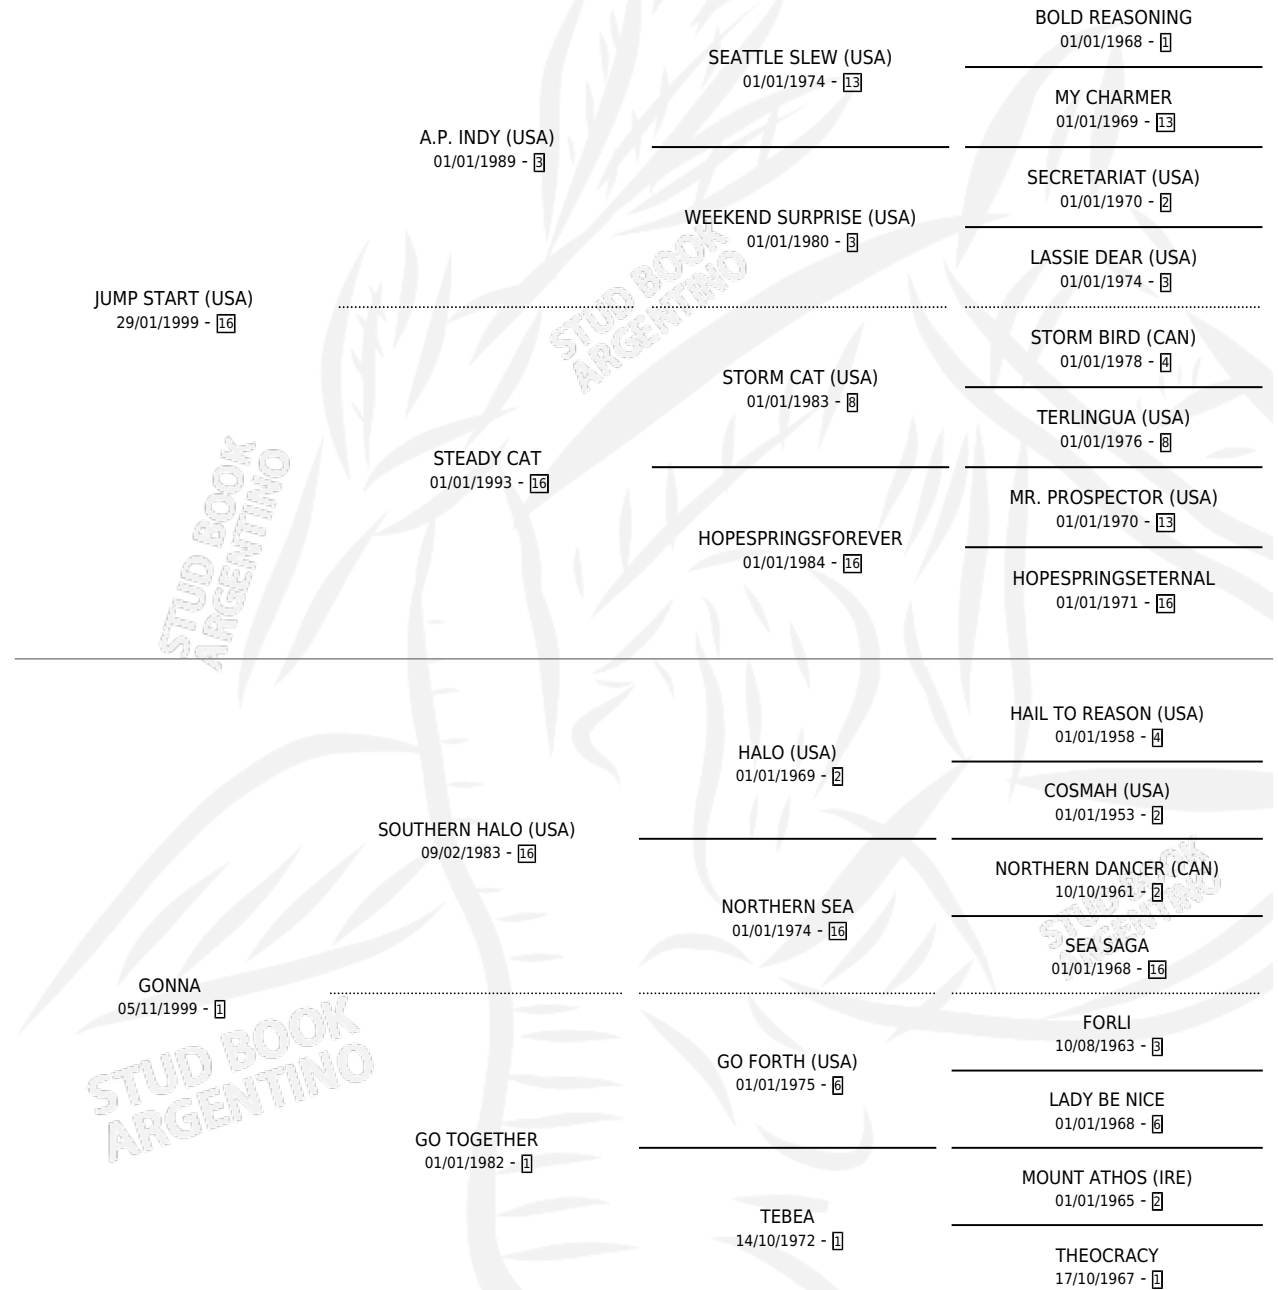 BOLD REASONING
01/01/1968 - 1
SEATTLE SLEW (USA)
01/01/1974 - 13
MY CHARMER
01/01/1969 - 13
A.P. INDY (USA)
01/01/1989 - 3
SECRETARIAT (USA)
01/01/1970 - 2
WEEKEND SURPRISE (USA)
01/01/1980 - 3
LASSIE DEAR (USA)
01/01/1974 - 3
JUMP START (USA)
29/01/1999 - 16
STORM BIRD (CAN)
01/01/1978 - 4
STORM CAT (USA)
01/01/1983 - 8
TERLINGUA (USA)
01/01/1976 - 8
STEADY CAT
01/01/1993 - 16
MR. PROSPECTOR (USA)
01/01/1970 - 13
HOPESPRINGSFOREVER
01/01/1984 - 16
HOPESPRINGSETERNAL
01/01/1971 - 16
HAIL TO REASON (USA)
01/01/1958 - 4
HALO (USA)
01/01/1969 - 2
COSMAH (USA)
01/01/1953 - 2
SOUTHERN HALO (USA)
09/02/1983 - 16
NORTHERN DANCER (CAN)
10/10/1961 - 2
NORTHERN SEA
01/01/1974 - 16
SEA SAGA
01/01/1968 - 16
GONNA
05/11/1999 - 1
FORLI
10/08/1963 - 3
GO FORTH (USA)
01/01/1975 - 6
LADY BE NICE
01/01/1968 - 6
GO TOGETHER
01/01/1982 - 1
MOUNT ATHOS (IRE)
01/01/1965 - 2
TEBEA
14/10/1972 - 1
THEOCRACY
17/10/1967 - 1
STUD BOOK
ARGENTINO
STUD BOOK
ARGENTINO
STUD BOOK
ARGENTINO
STUD BOOK
ARGENTINO